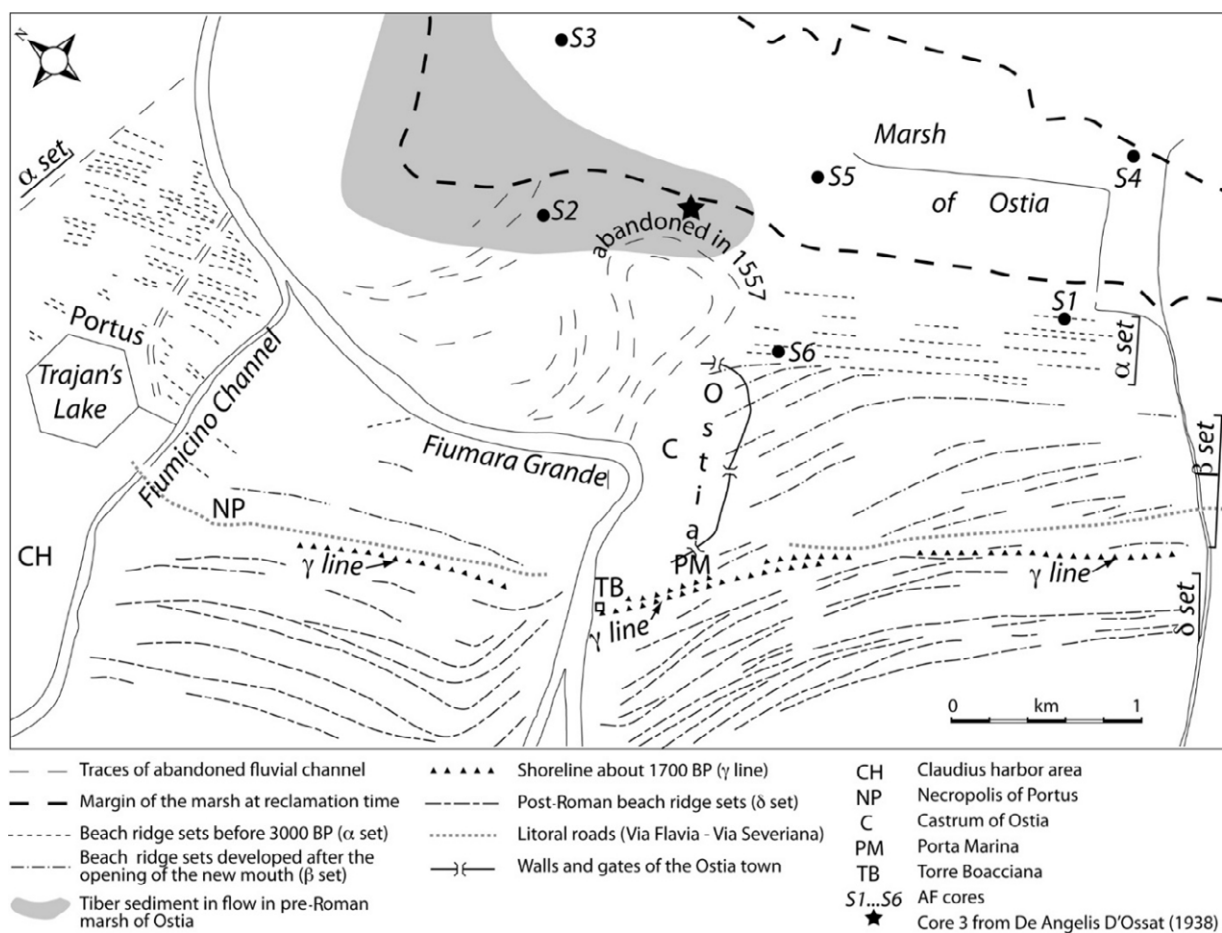 N
S3
α set
Marsh
of Ostia
S4
S5
S2
abandoned in 1557
S1
α set
Portus
Trajan's
Lake
Fiumicino Channel
S6
Ostia
C
Fiumara Grande
β set
NP
CH
γ line
PM
TB
γ line
γ line
δ set
0 km 1
Traces of abandoned fluvial channel
Margin of the marsh at reclamation time
Beach ridge sets before 3000 BP (α set)
Beach ridge sets developed after the
opening of the new mouth (β set)
Tiber sediment in flow in pre-Roman
marsh of Ostia
Shoreline about 1700 BP (γ line)
Post-Roman beach ridge sets (δ set)
Litoral roads (Via Flavia - Via Severiana)
Walls and gates of the Ostia town
CH Claudius harbor area
NP Necropolis of Portus
C Castrum of Ostia
PM Porta Marina
TB Torre Boacciana
S1...S6 AF cores
Core 3 from De Angelis D'Ossat (1938)